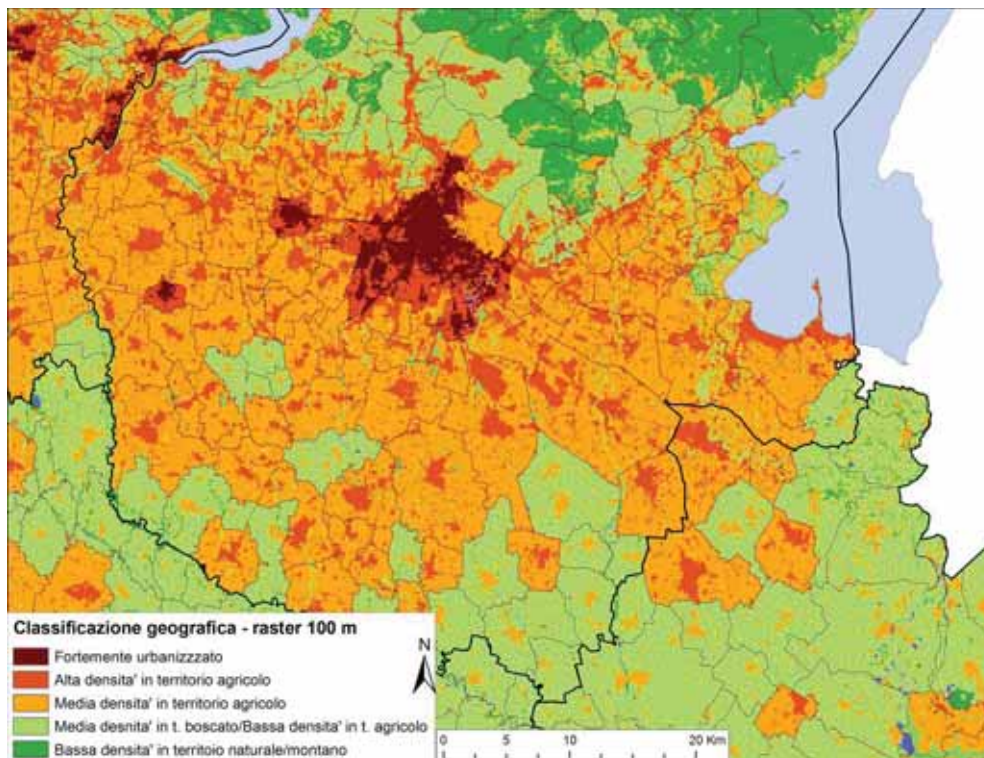 Classificazione geografica - raster 100 m
Fortemente urbanizzzato
Alta densita' in territorio agricolo
Media densita' in territorio agricolo
Media desnita' in t. boscato/Bassa densita' in t. agricolo
Bassa densita' in territoio naturale/montano
N
0 5 10 20 Km